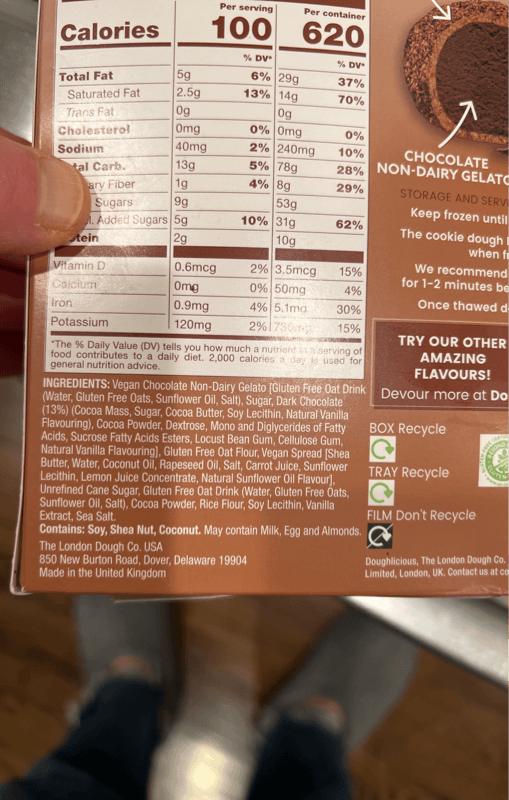 Per serving Per container
Calories 100 620
% DV* % DV*
Total Fat 5g 6% 29g 37%
Saturated Fat 2.5g 13% 14g 70%
Trans Fat 0g 0g
Cholesterol 0mg 0% 0mg 0%
Sodium 40mg 2% 240mg 10%
tal Carb. 13g 5% 78g 28%
ary Fiber 1g 4% 8g 29%
Sugars 9g 53g
. Added Sugars 5g 10% 31g 62%
tein 2g 10g
Vitamin D 0.6mcg 2% 3.5mcg 15%
Calcium 0mg 0% 50mg 4%
Iron 0.9mg 4% 5.1mg 30%
Potassium 120mg 2% 15%
*The % Daily Value (DV) tells you how much a nutrient in a serving of
food contributes to a daily diet. 2,000 calories a day is used for
general nutrition advice.
INGREDIENTS: Vegan Chocolate Non-Dairy Gelato [Gluten Free Oat Drink
(Water, Gluten Free Oats, Sunflower Oil, Salt), Sugar, Dark Chocolate
(13%) (Cocoa Mass, Sugar, Cocoa Butter, Soy Lecithin, Natural Vanilla
Flavouring), Cocoa Powder, Dextrose, Mono and Diglycerides of Fatty
Acids, Sucrose Fatty Acids Esters, Locust Bean Gum, Cellulose Gum,
Natural Vanilla Flavouring], Gluten Free Oat Flour, Vegan Spread [Shea
Butter, Water, Coconut Oil, Rapeseed Oil, Salt, Carrot Juice, Sunflower
Lecithin, Lemon Juice Concentrate, Natural Sunflower Oil Flavour],
Unrefined Cane Sugar, Gluten Free Oat Drink (Water, Gluten Free Oats,
Sunflower Oil, Salt), Cocoa Powder, Rice Flour, Soy Lecithin, Vanilla
Extract, Sea Salt.
Contains: Soy, Shea Nut, Coconut. May contain Milk, Egg and Almonds.
The London Dough Co. USA
850 New Burton Road, Dover, Delaware 19904
Made in the United Kingdom
CHOCOLATE
NON-DAIRY GELATO
STORAGE AND SERVI
Keep frozen until
The cookie dough
when f
We recommend
for 1-2 minutes be
Once thawed d
TRY OUR OTHER
AMAZING
FLAVOURS!
Devour more at Do
BOX Recycle
TRAY Recycle
FILM Don't Recycle
Doughlicious, The London Dough Co.
Limited, London, UK. Contact us at co